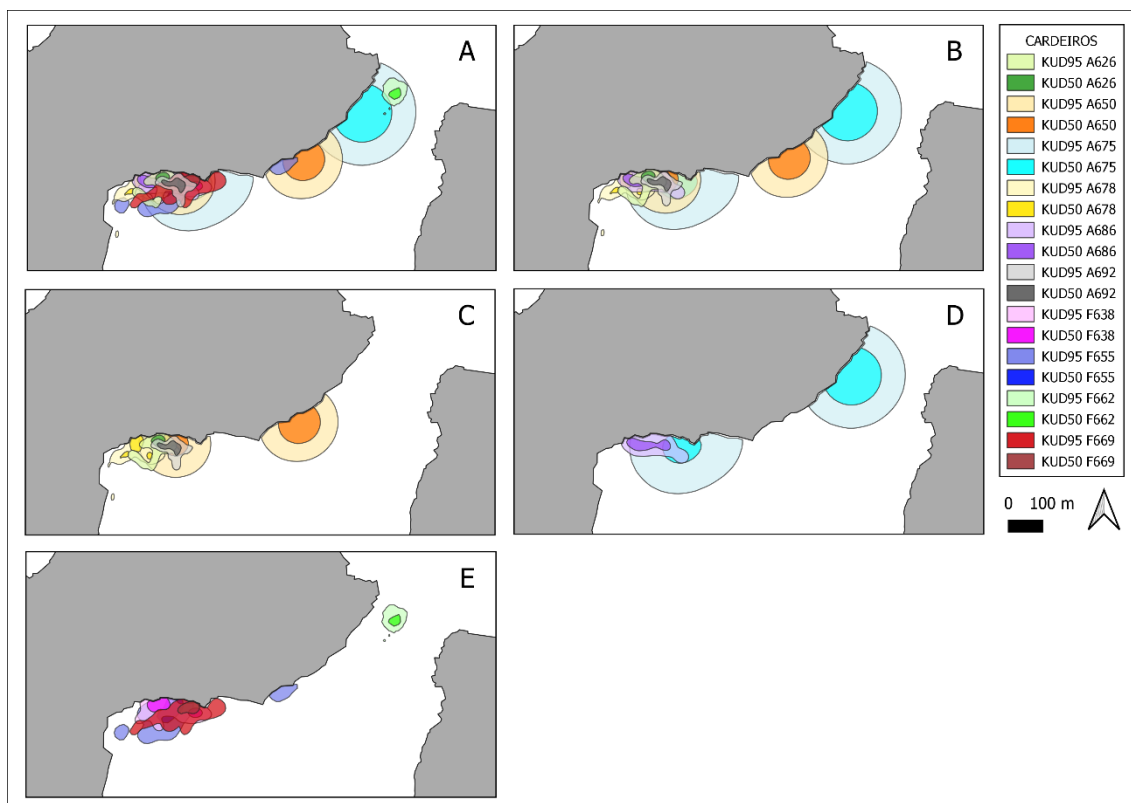 A
B
C
D
E
CARDEIROS
KUD95 A626
KUD50 A626
KUD95 A650
KUD50 A650
KUD95 A675
KUD50 A675
KUD95 A678
KUD50 A678
KUD95 A686
KUD50 A686
KUD95 A692
KUD50 A692
KUD95 F638
KUD50 F638
KUD95 F655
KUD50 F655
KUD95 F662
KUD50 F662
KUD95 F669
KUD50 F669
0 100 m